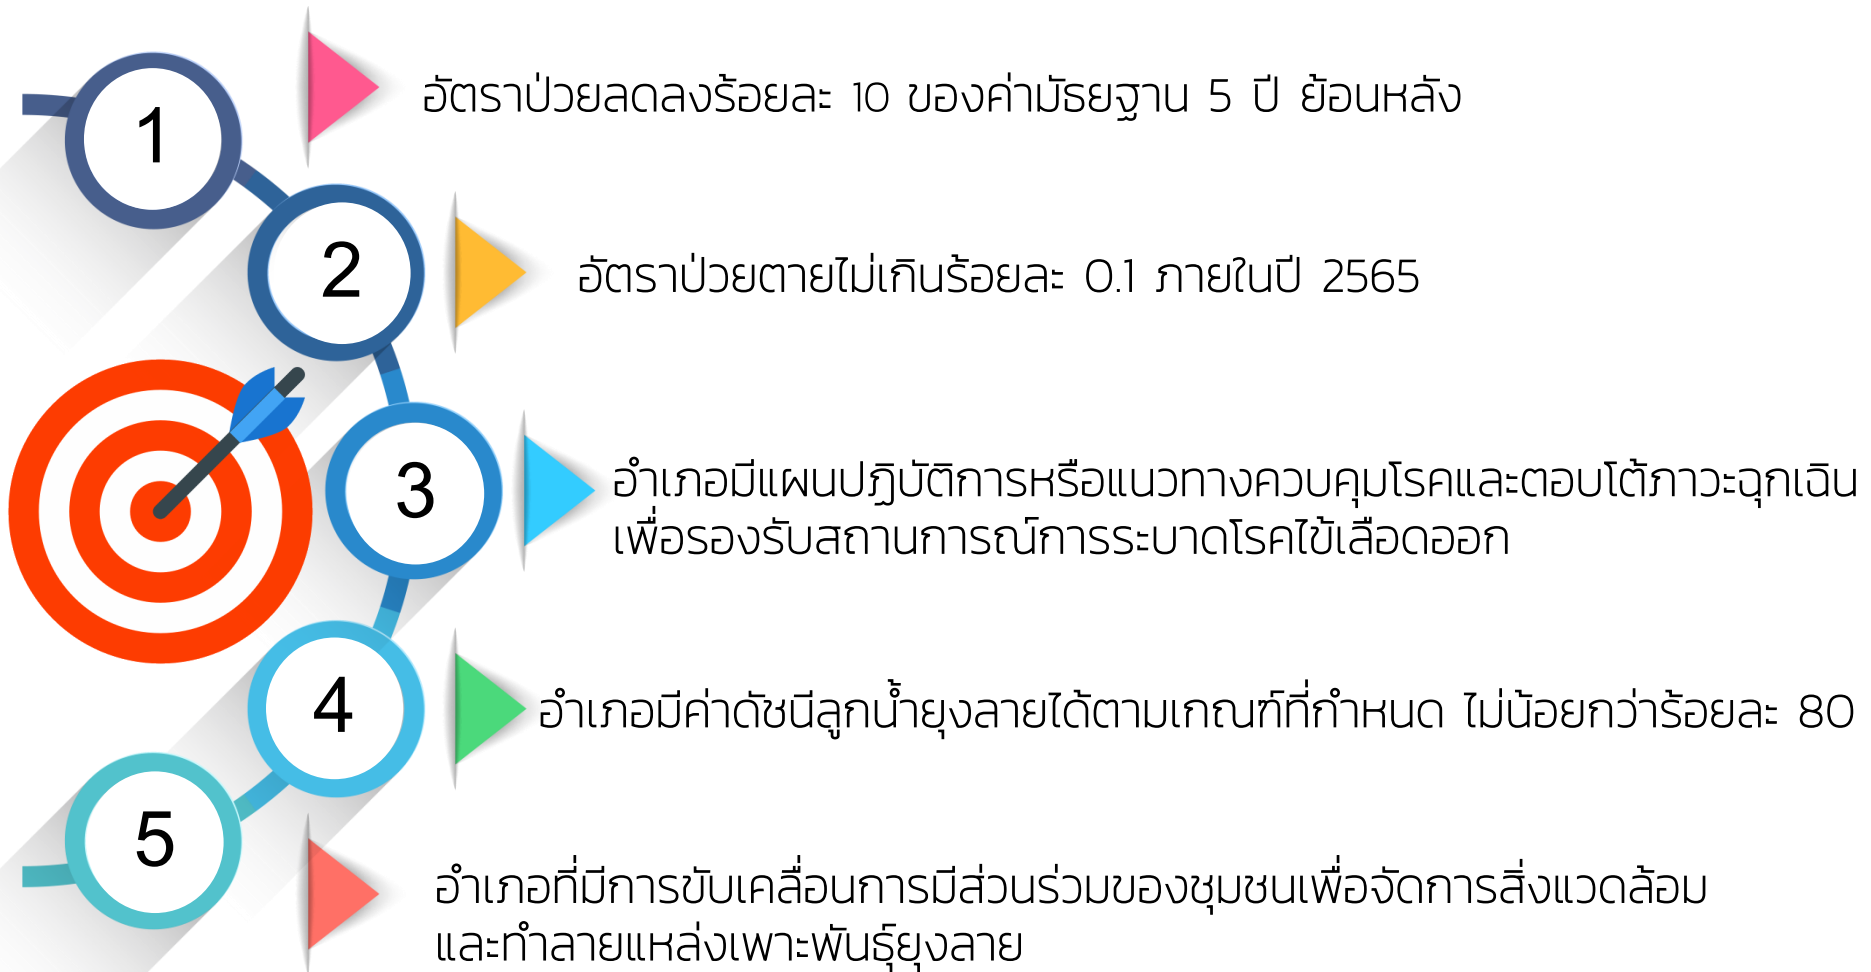 1
อัตราป่วยลดลงร้อยละ 10 ของค่ามัธยฐาน 5 ปี ย้อนหลัง
2
อัตราป่วยตายไม่เกินร้อยละ 0.1 ภายในปี 2565
3
อำเภอมีแผนปฏิบัติการหรือแนวทางควบคุมโรคและตอบโต้ภาวะฉุกเฉิน
เพื่อรองรับสถานการณ์การระบาดโรคไข้เลือดออก
4
อำเภอมีค่าดัชนีลูกน้ำยุงลายได้ตามเกณฑ์ที่กำหนด ไม่น้อยกว่าร้อยละ 80
5
อำเภอที่มีการขับเคลื่อนการมีส่วนร่วมของชุมชนเพื่อจัดการสิ่งแวดล้อม
และทำลายแหล่งเพาะพันธุ์ยุงลาย